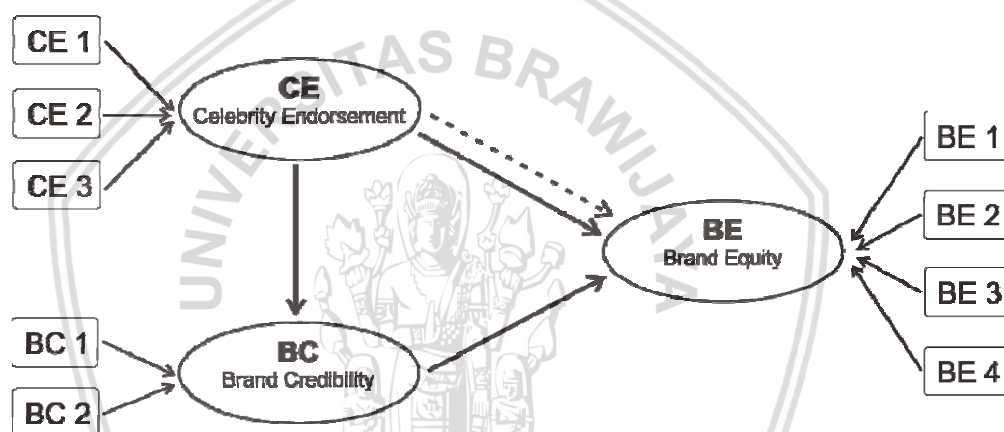 CE 1
CE 2
CE 3
CE
Celebrity Endorsement
BE 1
BE 2
BE 3
BE 4
BE
Brand Equity
BC 1
BC 2
BC
Brand Credibility
UNIVERSITAS BRAWIJAYA